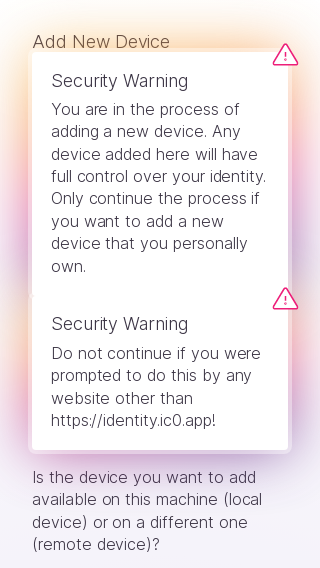 Add New Device
Security Warning
You are in the process of
adding a new device. Any
device added here will have
full control over your identity.
Only continue the process if
you want to add a new
device that you personally
own.
Security Warning
Do not continue if you were
prompted to do this by any
website other than
https://identity.ic0.app!
Is the device you want to add
available on this machine (local
device) or on a different one
(remote device)?